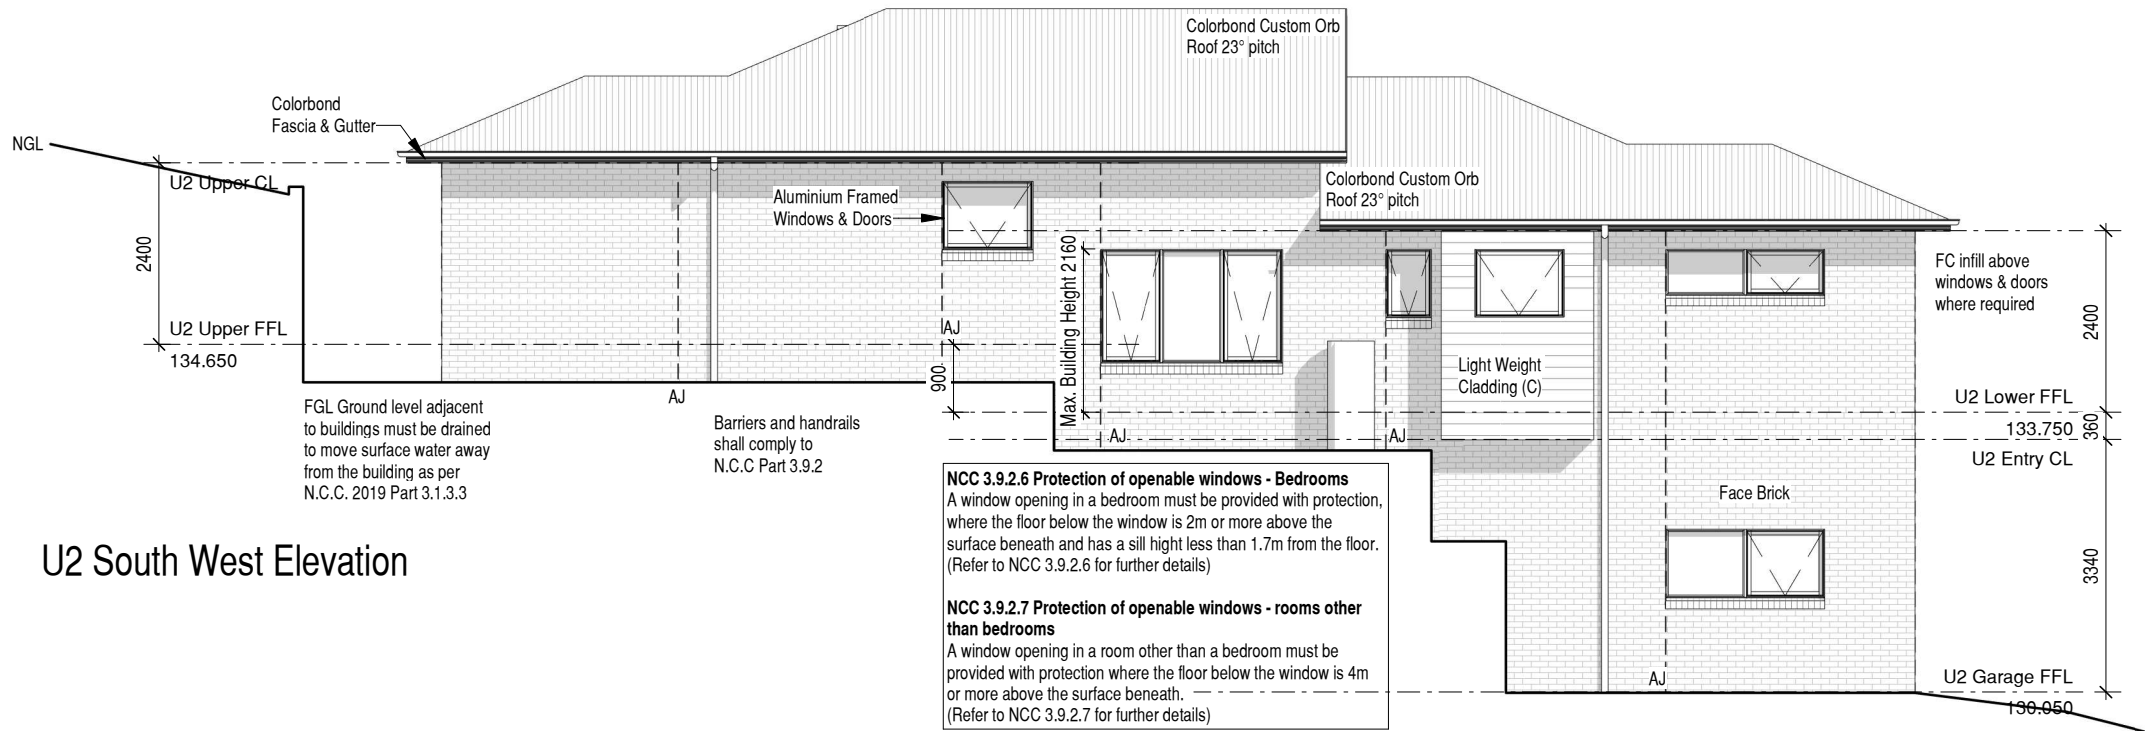 Colorbond Custom Orb
Roof 23° pitch
Colorbond
Fascia & Gutter
NGL
U2 Upper CL
2400
U2 Upper FFL
134.650
Aluminium Framed
Windows & Doors
Colorbond Custom Orb
Roof 23° pitch
Max. Building Height 2160
AJ
900
AJ
AJ
AJ
Light Weight
Cladding (C)
FC infill above
windows & doors
where required
2400
U2 Lower FFL
133.750
360
U2 Entry CL
Face Brick
3340
AJ
U2 Garage FFL
130.050
FGL Ground level adjacent
to buildings must be drained
to move surface water away
from the building as per
N.C.C. 2019 Part 3.1.3.3
Barriers and handrails
shall comply to
N.C.C Part 3.9.2
NCC 3.9.2.6 Protection of openable windows - Bedrooms
A window opening in a bedroom must be provided with protection,
where the floor below the window is 2m or more above the
surface beneath and has a sill hight less than 1.7m from the floor.
(Refer to NCC 3.9.2.6 for further details)
NCC 3.9.2.7 Protection of openable windows - rooms other
than bedrooms
A window opening in a room other than a bedroom must be
provided with protection where the floor below the window is 4m
or more above the surface beneath.
(Refer to NCC 3.9.2.7 for further details)
U2 South West Elevation